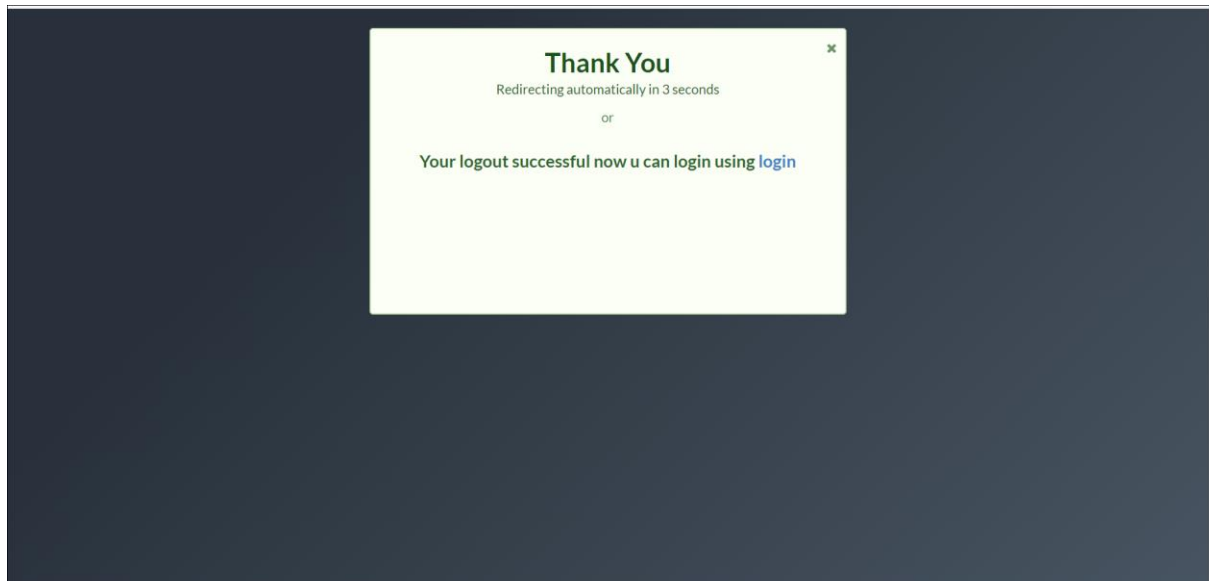 Thank You
Redirecting automatically in 3 seconds
or
Your logout successful now u can login using login